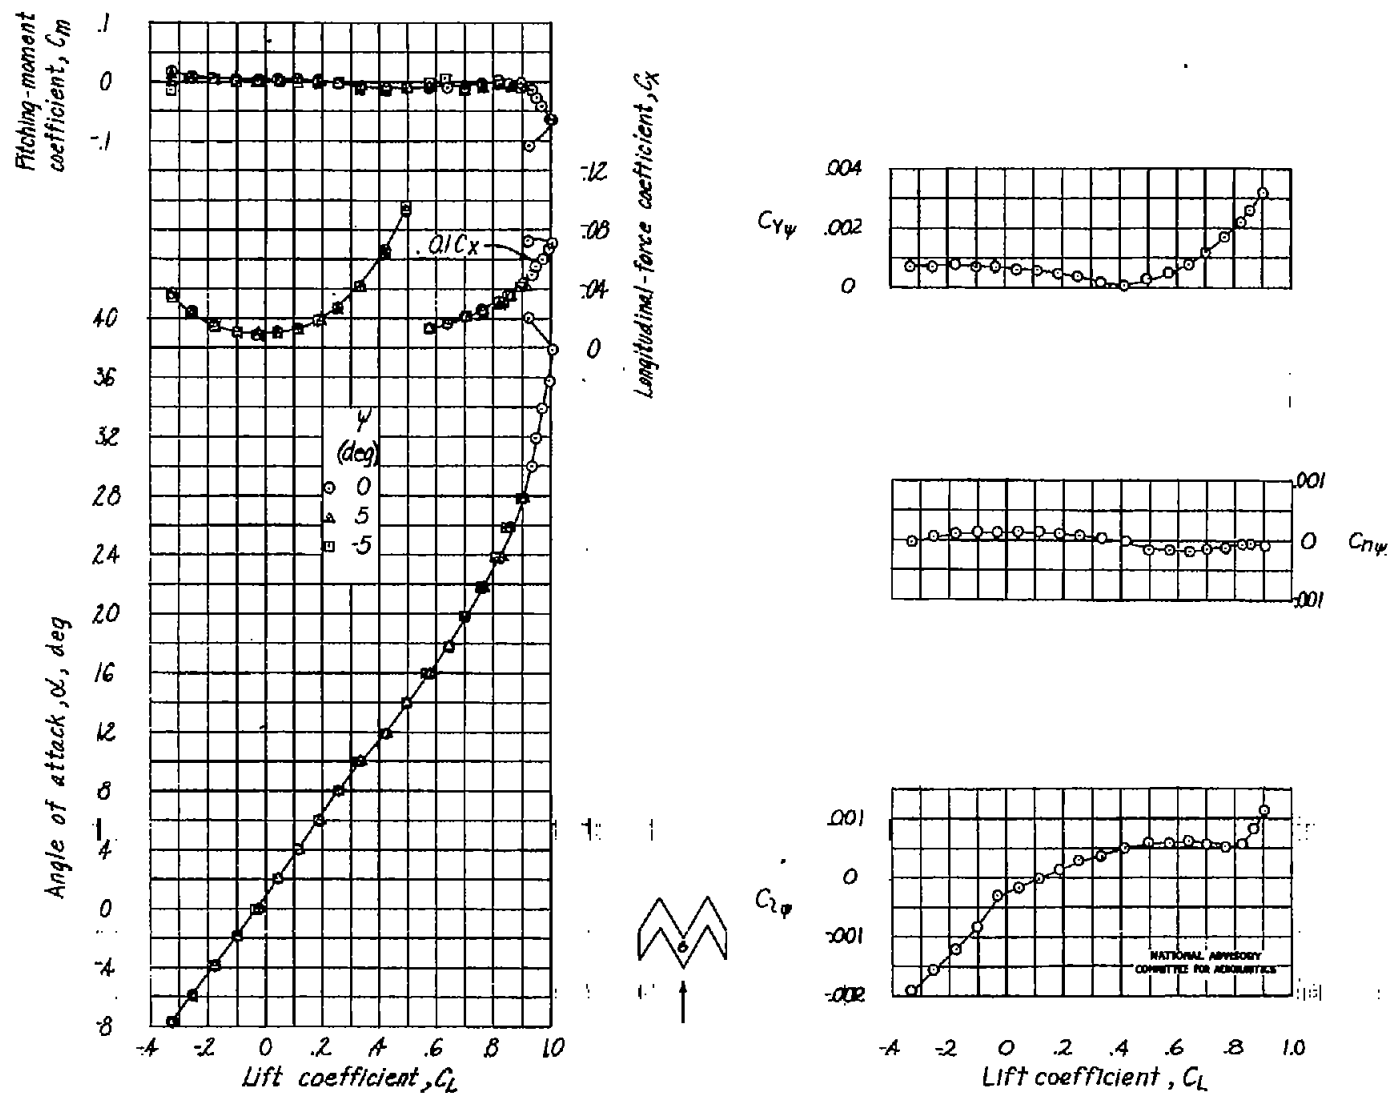 Pitching-moment
coefficient, Cm
.1
0
-.1
Longitudinal-force coefficient, Cx
-.12
-.08
-.04
0
0.1Cx
Angle of attack, α, deg
40
36
32
28
24
20
16
12
8
4
0
-4
-8
ψ
(deg)
0
5
-5
-.4 -.2 0 .2 .4 .6 .8 1.0
Lift coefficient, CL
CYψ
.004
.002
0
.001
0
-.001
Cnψ
Clψ
.001
0
-.001
-.002
NATIONAL ADVISORY
COMMITTEE FOR AERONAUTICS
-.4 -.2 0 .2 .4 .6 .8 1.0
Lift coefficient, CL